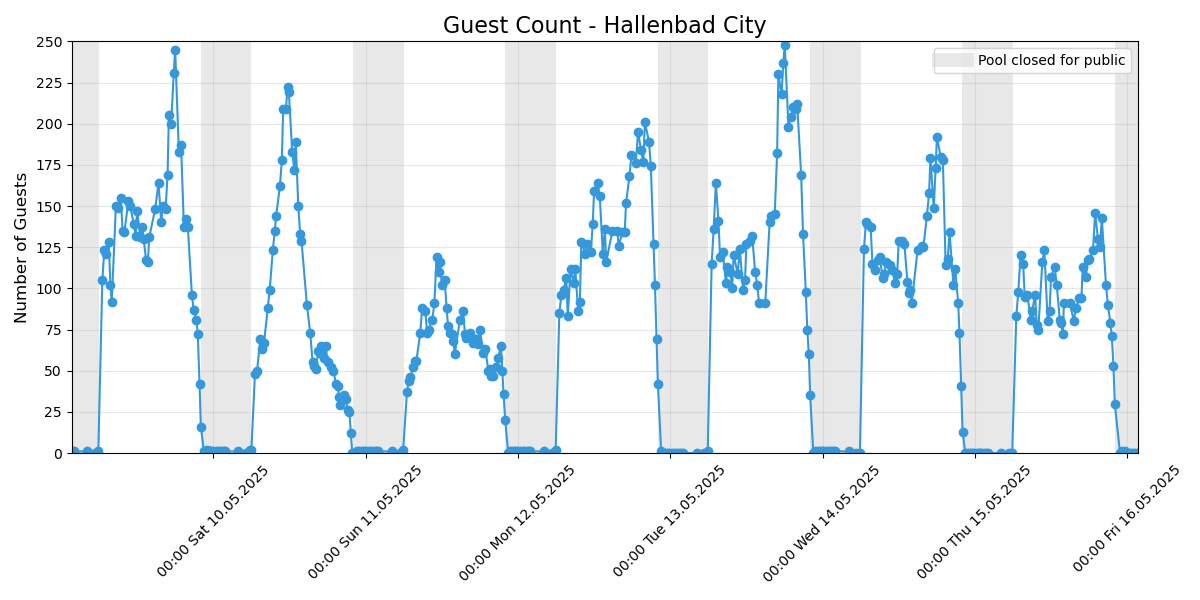 Guest Count - Hallenbad City
Number of Guests
250
225
200
175
150
125
100
75
50
25
0
Pool closed for public
00:00 Sat 10.05.2025
00:00 Sun 11.05.2025
00:00 Mon 12.05.2025
00:00 Tue 13.05.2025
00:00 Wed 14.05.2025
00:00 Thu 15.05.2025
00:00 Fri 16.05.2025